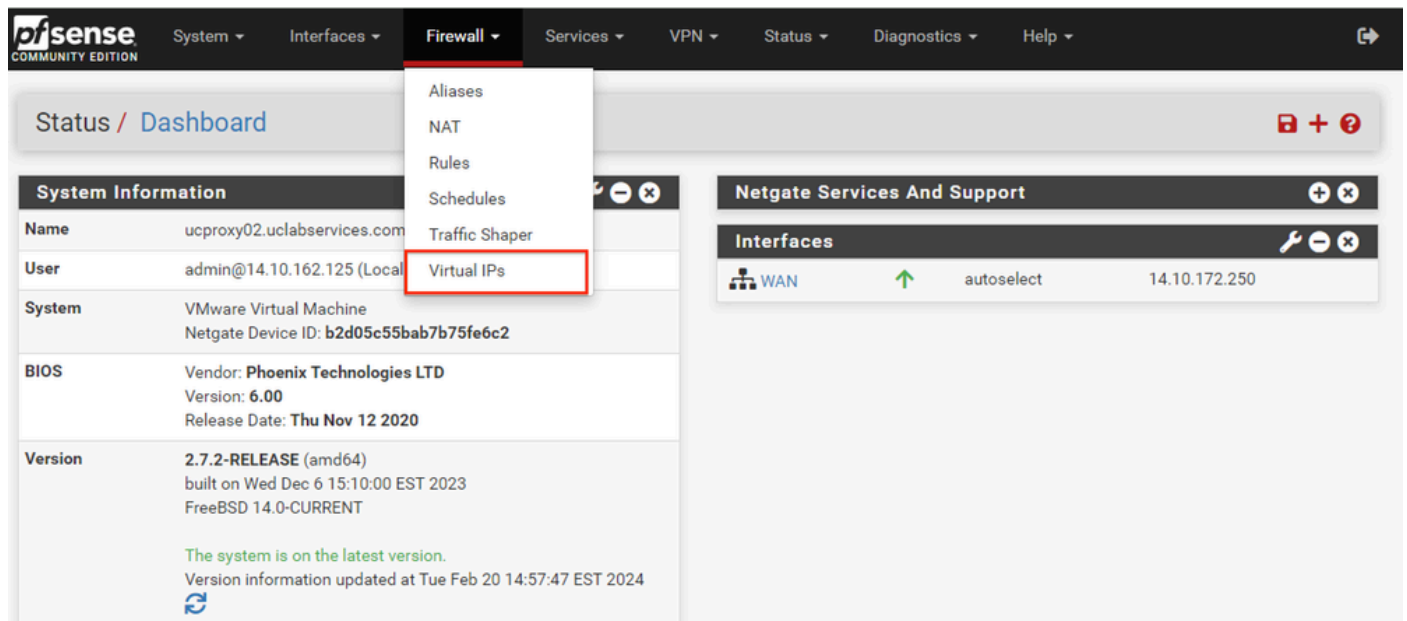 pfsense
COMMUNITY EDITION
System Interfaces Firewall Services VPN Status Diagnostics Help
Aliases
NAT
Rules
Schedules
Traffic Shaper
Virtual IPs
Status / Dashboard
System Information
Name ucproxy02.uclabservices.com
User admin@14.10.162.125 (Local
System VMware Virtual Machine
Netgate Device ID: b2d05c55bab7b75fe6c2
BIOS Vendor: Phoenix Technologies LTD
Version: 6.00
Release Date: Thu Nov 12 2020
Version 2.7.2-RELEASE (amd64)
built on Wed Dec 6 15:10:00 EST 2023
FreeBSD 14.0-CURRENT
The system is on the latest version.
Version information updated at Tue Feb 20 14:57:47 EST 2024
Netgate Services And Support
Interfaces
WAN autoselect 14.10.172.250